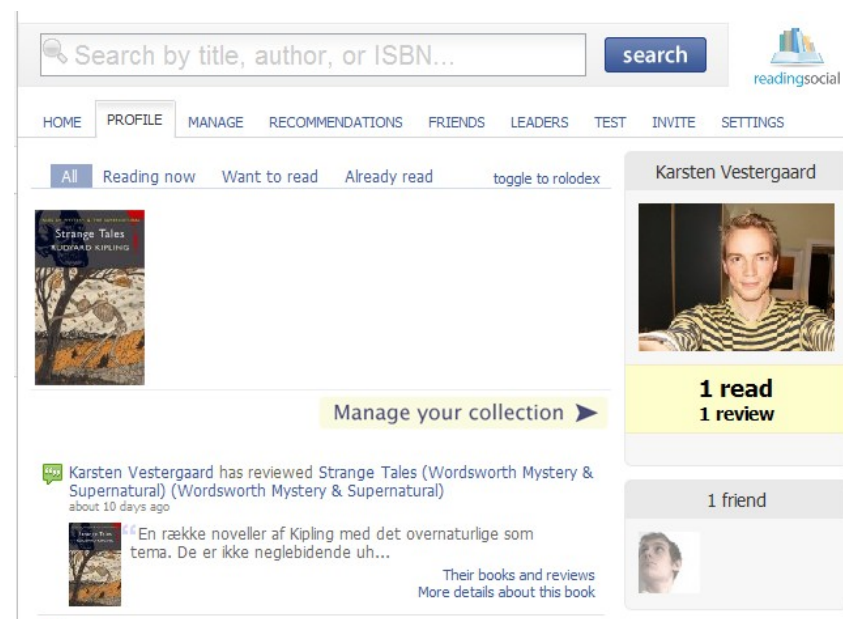 Search by title, author, or ISBN...
search
readingsocial
HOME PROFILE MANAGE RECOMMENDATIONS FRIENDS LEADERS TEST INVITE SETTINGS
All Reading now Want to read Already read toggle to rolodex
Karsten Vestergaard
Strange Tales
RUDYARD KIPLING
1 read
1 review
Manage your collection
Karsten Vestergaard has reviewed Strange Tales (Wordsworth Mystery &
Supernatural) (Wordsworth Mystery & Supernatural)
about 10 days ago
1 friend
“En række noveller af Kipling med det overnaturlige som
tema. De er ikke neglebidende uh...
Their books and reviews
More details about this book